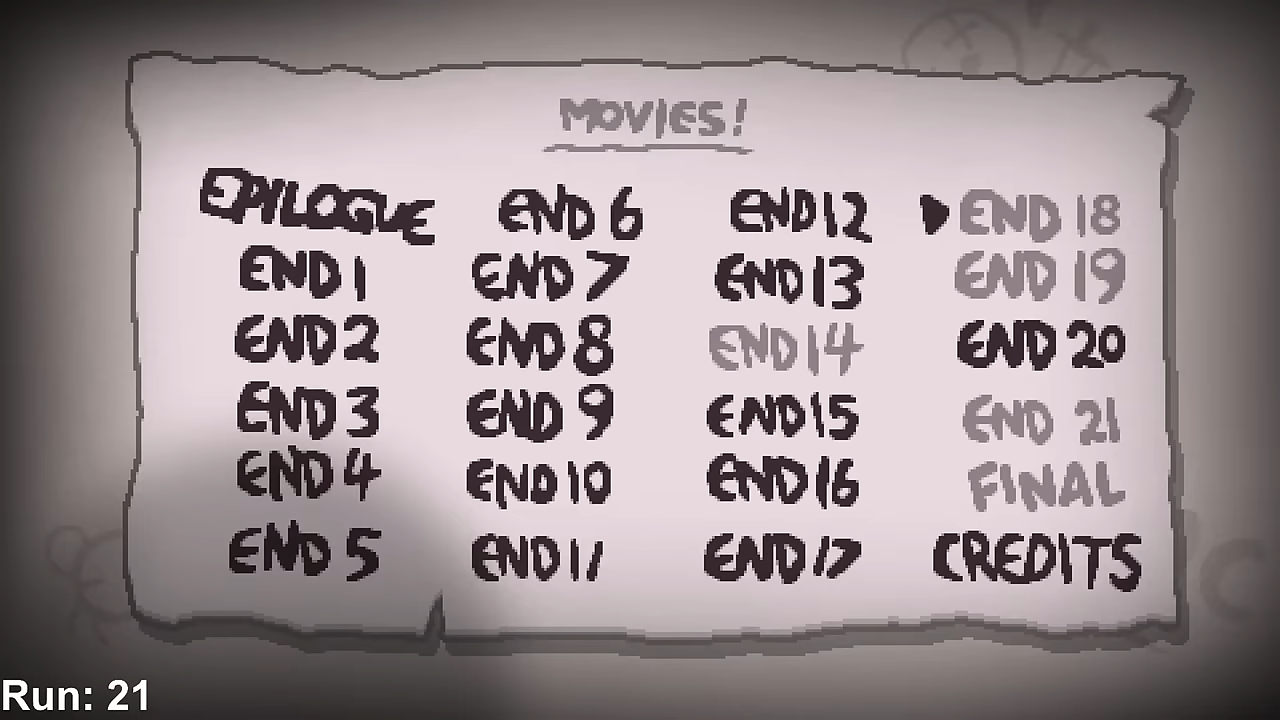 MOVIES!
EPILOGUE END 6 END 12 END 18
END 1 END 7 END 13 END 19
END 2 END 8 END 14 END 20
END 3 END 9 END 15 END 21
END 4 END 10 END 16 FINAL
END 5 END 11 END 17 CREDITS
Run: 21